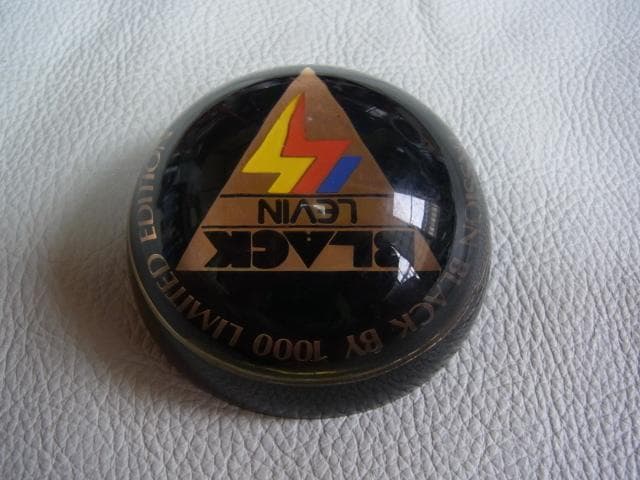 BLACK
LEVIN
BLACK BY 1000 LIMITED EDITION